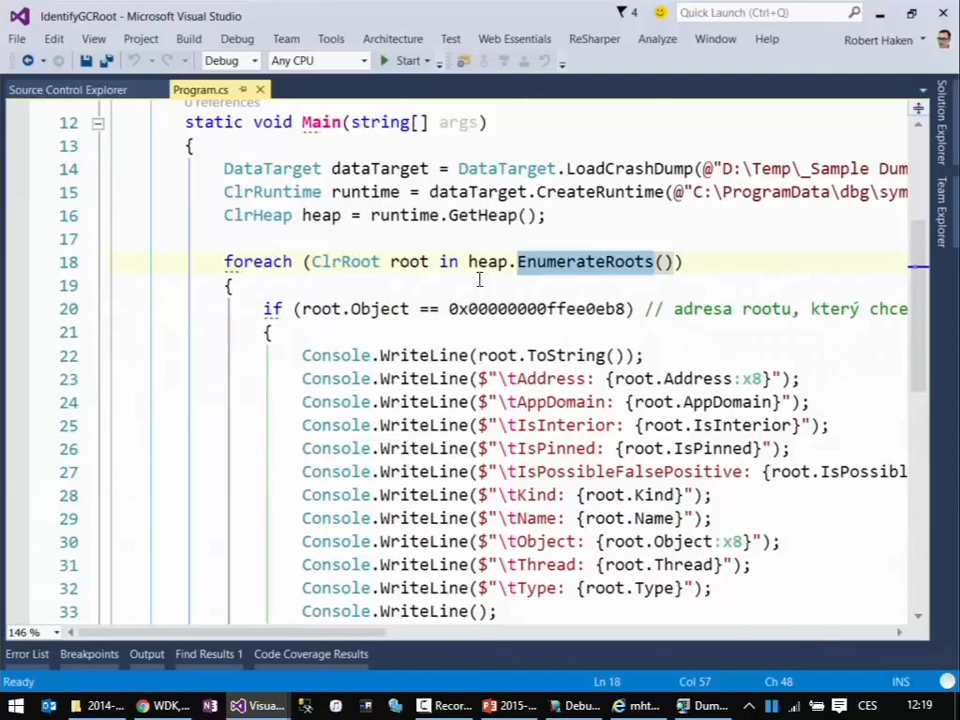 IdentifyGCRoot - Microsoft Visual Studio
4
Quick Launch (Ctrl+Q)
File Edit View Project Build Debug Team Tools Architecture Test Web Essentials ReSharper Analyze Window Help Robert Haken
Debug Any CPU Start
Source Control Explorer Program.cs
0 references
12 static void Main(string[] args)
13 {
14 DataTarget dataTarget = DataTarget.LoadCrashDump(@"D:\Temp\_Sample Dum
15 ClrRuntime runtime = dataTarget.CreateRuntime(@"C:\ProgramData\dbg\sym
16 ClrHeap heap = runtime.GetHeap();
17
18 foreach (ClrRoot root in heap.EnumerateRoots())
19 {
20 if (root.Object == 0x00000000ffee0eb8) // adresa rootu, který chce
21 {
22 Console.WriteLine(root.ToString());
23 Console.WriteLine($"\tAddress: {root.Address:x8}");
24 Console.WriteLine($"\tAppDomain: {root.AppDomain}");
25 Console.WriteLine($"\tIsInterior: {root.IsInterior}");
26 Console.WriteLine($"\tIsPinned: {root.IsPinned}");
27 Console.WriteLine($"\tIsPossibleFalsePositive: {root.IsPossibl
28 Console.WriteLine($"\tKind: {root.Kind}");
29 Console.WriteLine($"\tName: {root.Name}");
30 Console.WriteLine($"\tObject: {root.Object:x8}");
31 Console.WriteLine($"\tThread: {root.Thread}");
32 Console.WriteLine($"\tType: {root.Type}");
33 Console.WriteLine();
146 %
Solution Explorer
Team Explorer
Error List Breakpoints Output Find Results 1 Code Coverage Results
Ready Ln 18 Col 57 Ch 48 INS
2014-... WDK,... Visua... Recor... 2015-... Debu... mht... Dum... CES 12:19